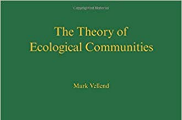 The Theory of
Ecological Communities
Mark Vellend